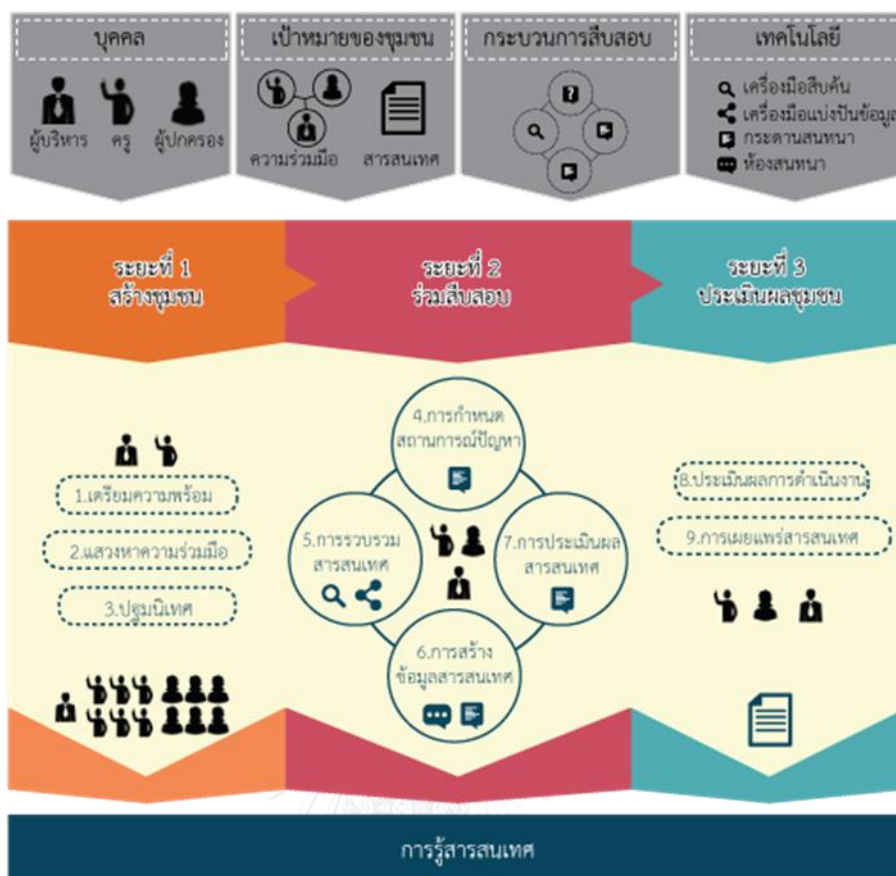 บุคคล
ผู้บริหาร ครู ผู้ปกครอง
เป้าหมายของชุมชน
ความร่วมมือ สารสนเทศ
กระบวนการสืบสอบ
เทคโนโลยี
เครื่องมือสืบค้น
เครื่องมือแบ่งปันข้อมูล
กระดานสนทนา
ห้องสนทนา
ระยะที่ 1
สร้างชุมชน
ระยะที่ 2
ร่วมสืบสอบ
ระยะที่ 3
ประเมินผลชุมชน
1.เตรียมความพร้อม
2.แสวงหาความร่วมมือ
3.ปฐมนิเทศ
4.การกำหนด
สถานการณ์ปัญหา
5.การรวบรวม
สารสนเทศ
6.การสร้าง
ข้อมูลสารสนเทศ
7.การประเมินผล
สารสนเทศ
8.ประเมินผลการดำเนินงาน
9.การเผยแพร่สารสนเทศ
การรู้สารสนเทศ